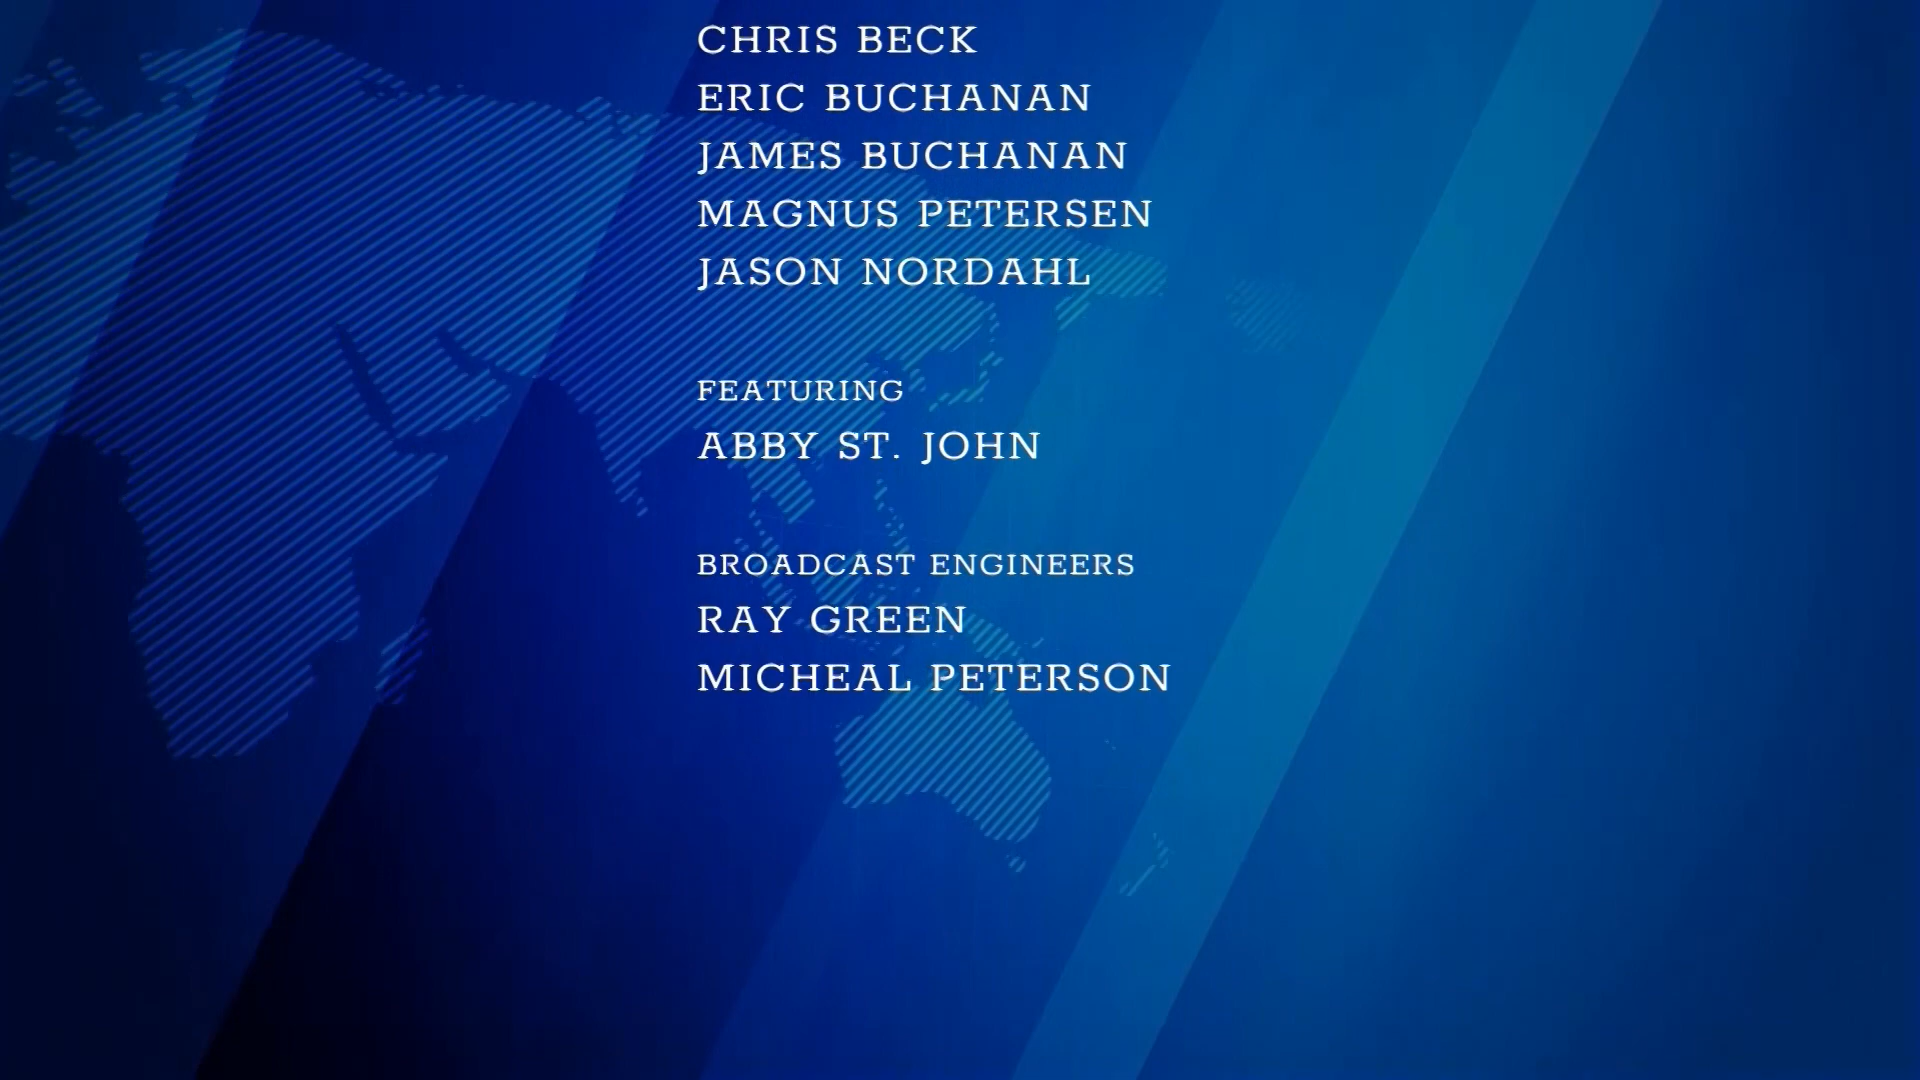 CHRIS BECK
ERIC BUCHANAN
JAMES BUCHANAN
MAGNUS PETERSEN
JASON NORDAHL
FEATURING
ABBY ST. JOHN
BROADCAST ENGINEERS
RAY GREEN
MICHEAL PETERSON